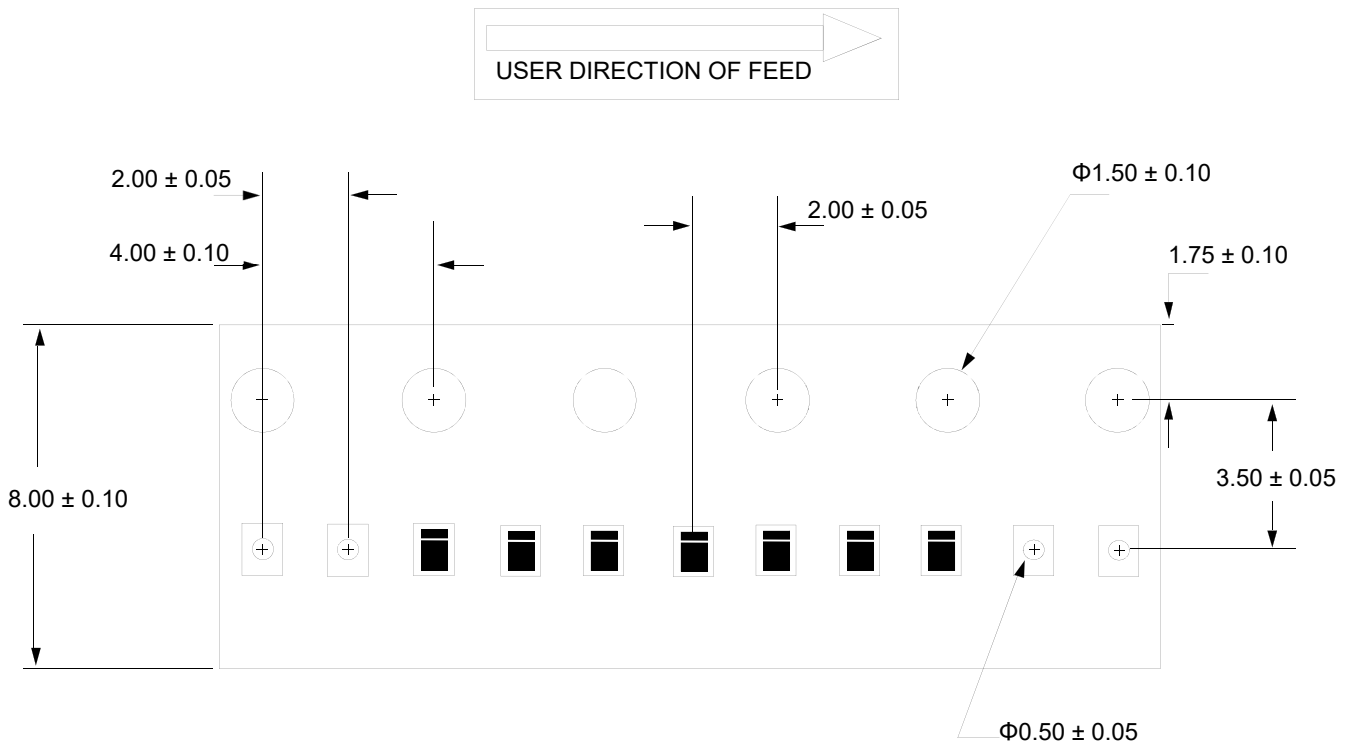 USER DIRECTION OF FEED
2.00 ± 0.05
Φ1.50 ± 0.10
2.00 ± 0.05
4.00 ± 0.10
1.75 ± 0.10
3.50 ± 0.05
8.00 ± 0.10
Φ0.50 ± 0.05